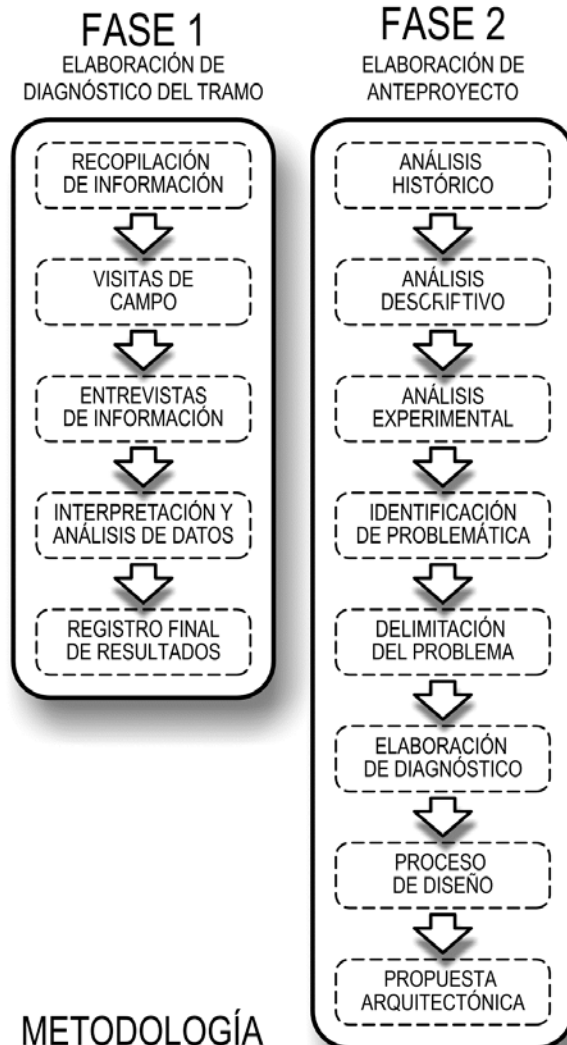 FASE 1
ELABORACIÓN DE
DIAGNÓSTICO DEL TRAMO
RECOPILACIÓN
DE INFORMACIÓN
VISITAS DE
CAMPO
ENTREVISTAS
DE INFORMACIÓN
INTERPRETACIÓN Y
ANÁLISIS DE DATOS
REGISTRO FINAL
DE RESULTADOS
FASE 2
ELABORACIÓN DE
ANTEPROYECTO
ANÁLISIS
HISTÓRICO
ANÁLISIS
DESCRIPTIVO
ANÁLISIS
EXPERIMENTAL
IDENTIFICACIÓN
DE PROBLEMÁTICA
DELIMITACIÓN
DEL PROBLEMA
ELABORACIÓN
DE DIAGNÓSTICO
PROCESO
DE DISEÑO
PROPUESTA
ARQUITECTÓNICA
METODOLOGÍA